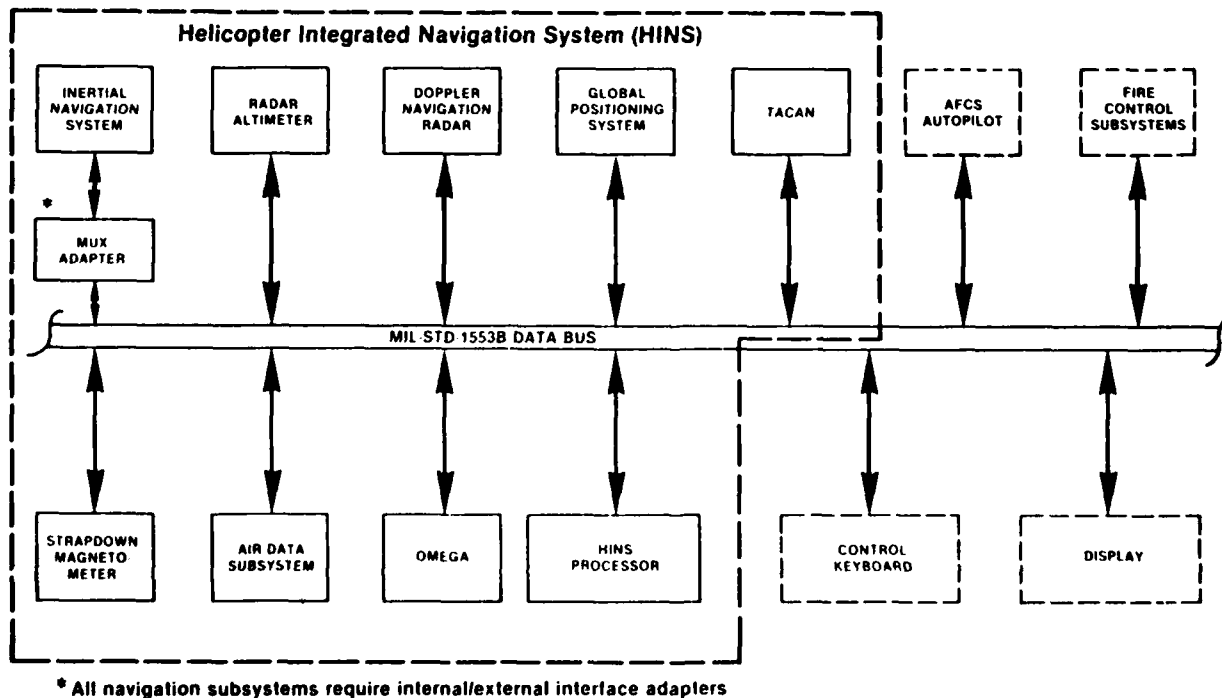 Helicopter Integrated Navigation System (HINS)
INERTIAL
NAVIGATION
SYSTEM
RADAR
ALTIMETER
DOPPLER
NAVIGATION
RADAR
GLOBAL
POSITIONING
SYSTEM
TACAN
AFCS
AUTOPILOT
FIRE
CONTROL
SUBSYSTEMS
*
MUX
ADAPTER
MIL-STD-1553B DATA BUS
STRAPDOWN
MAGNETO-
METER
AIR DATA
SUBSYSTEM
OMEGA
HINS
PROCESSOR
CONTROL
KEYBOARD
DISPLAY
* All navigation subsystems require internal/external interface adapters